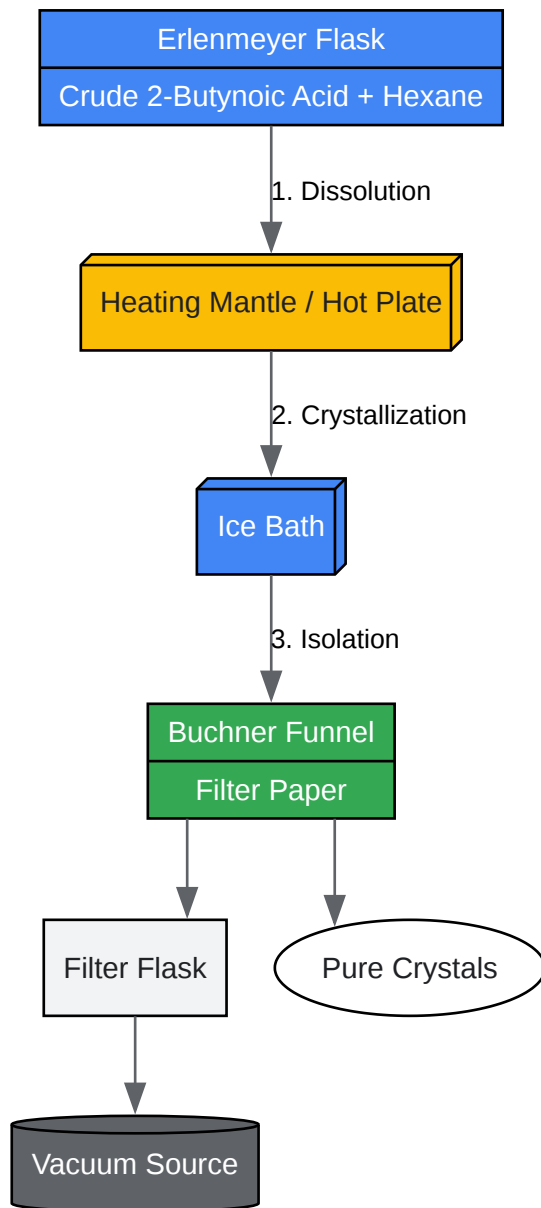 Erlenmeyer Flask
Crude 2-Butynoic Acid + Hexane
1. Dissolution
Heating Mantle / Hot Plate
2. Crystallization
Ice Bath
3. Isolation
Buchner Funnel
Filter Paper
Filter Flask
Pure Crystals
Vacuum Source